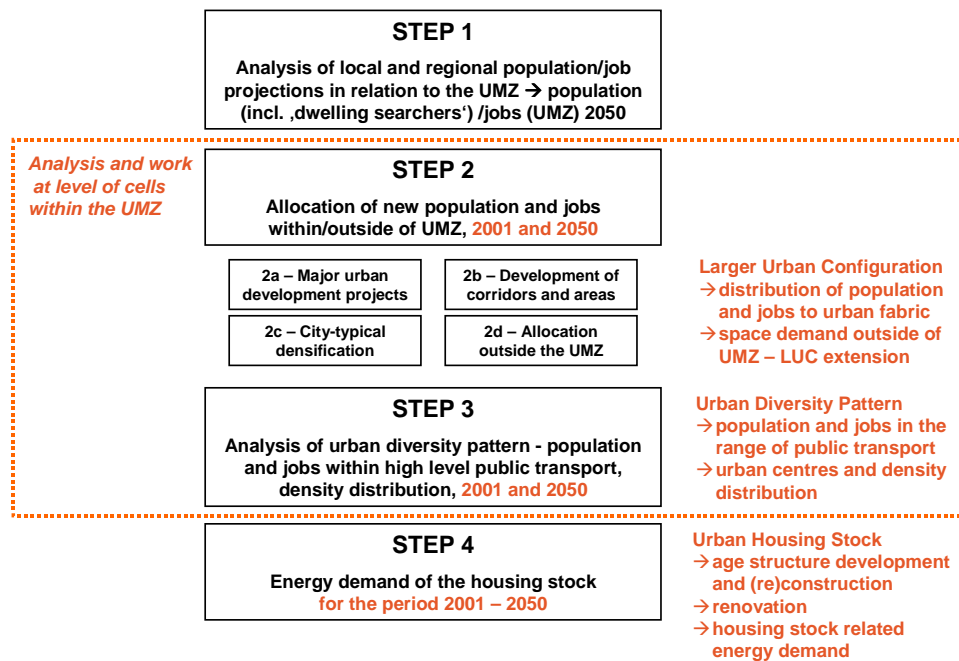 STEP 1
Analysis of local and regional population/job
projections in relation to the UMZ → population
(incl. ‚dwelling searchers‘) /jobs (UMZ) 2050
Analysis and work
at level of cells
within the UMZ
STEP 2
Allocation of new population and jobs
within/outside of UMZ, 2001 and 2050
2a – Major urban
development projects
2b – Development of
corridors and areas
2c – City-typical
densification
2d – Allocation
outside the UMZ
Larger Urban Configuration
→ distribution of population
and jobs to urban fabric
→ space demand outside of
UMZ – LUC extension
STEP 3
Analysis of urban diversity pattern - population
and jobs within high level public transport,
density distribution, 2001 and 2050
Urban Diversity Pattern
→ population and jobs in the
range of public transport
→ urban centres and density
distribution
STEP 4
Energy demand of the housing stock
for the period 2001 – 2050
Urban Housing Stock
→ age structure development
and (re)construction
→ renovation
→ housing stock related
energy demand